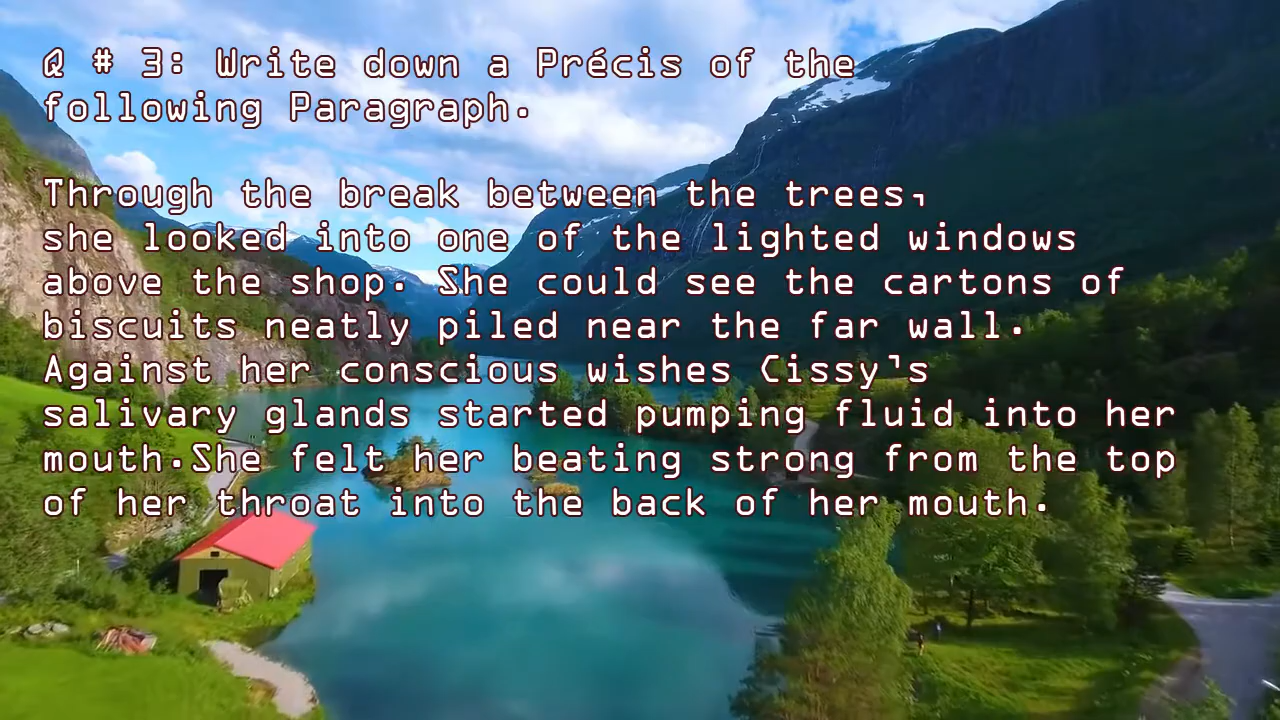 Q # 3: Write down a Précis of the
following Paragraph.
Through the break between the trees,
she looked into one of the lighted windows
above the shop. She could see the cartons of
biscuits neatly piled near the far wall.
Against her conscious wishes Cissy's
salivary glands started pumping fluid into her
mouth.She felt her beating strong from the top
of her throat into the back of her mouth.